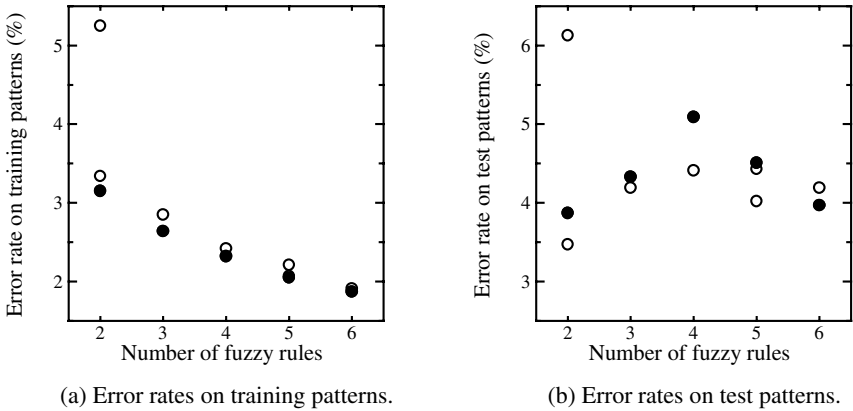 Error rate on training patterns (%)
5
4
3
2
2 3 4 5 6
Number of fuzzy rules
(a) Error rates on training patterns.
Error rate on test patterns (%)
6
5
4
3
2 3 4 5 6
Number of fuzzy rules
(b) Error rates on test patterns.